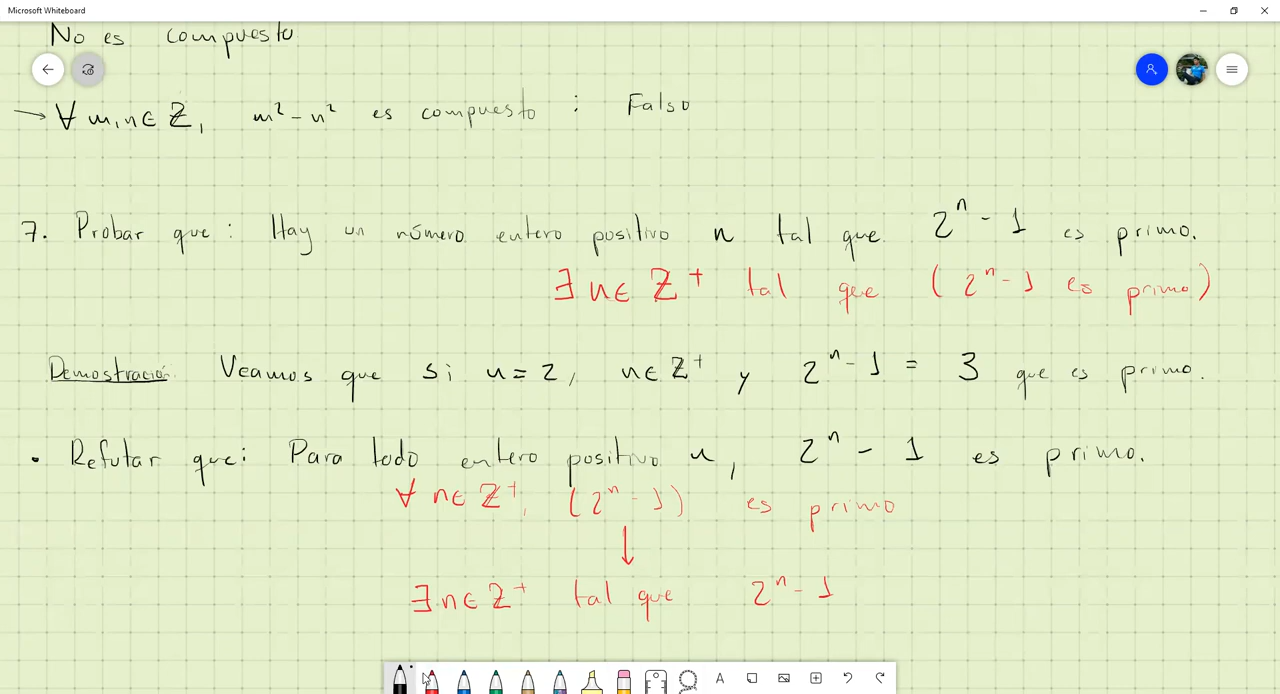 Microsoft Whiteboard
No es compuesto
→ ∀ m,n ∈ ℤ, m² - n² es compuesto : Falso
7. Probar que: Hay un número entero positivo n tal que 2ⁿ - 1 es primo.
∃ n ∈ ℤ⁺ tal que (2ⁿ - 1 es primo)
Demostración: Veamos que si n = 2, n ∈ ℤ⁺ y 2ⁿ - 1 = 3 que es primo.
• Refutar que: Para todo entero positivo n, 2ⁿ - 1 es primo.
∀ n ∈ ℤ⁺, (2ⁿ - 1) es primo
↓
∃ n ∈ ℤ⁺ tal que 2ⁿ - 1